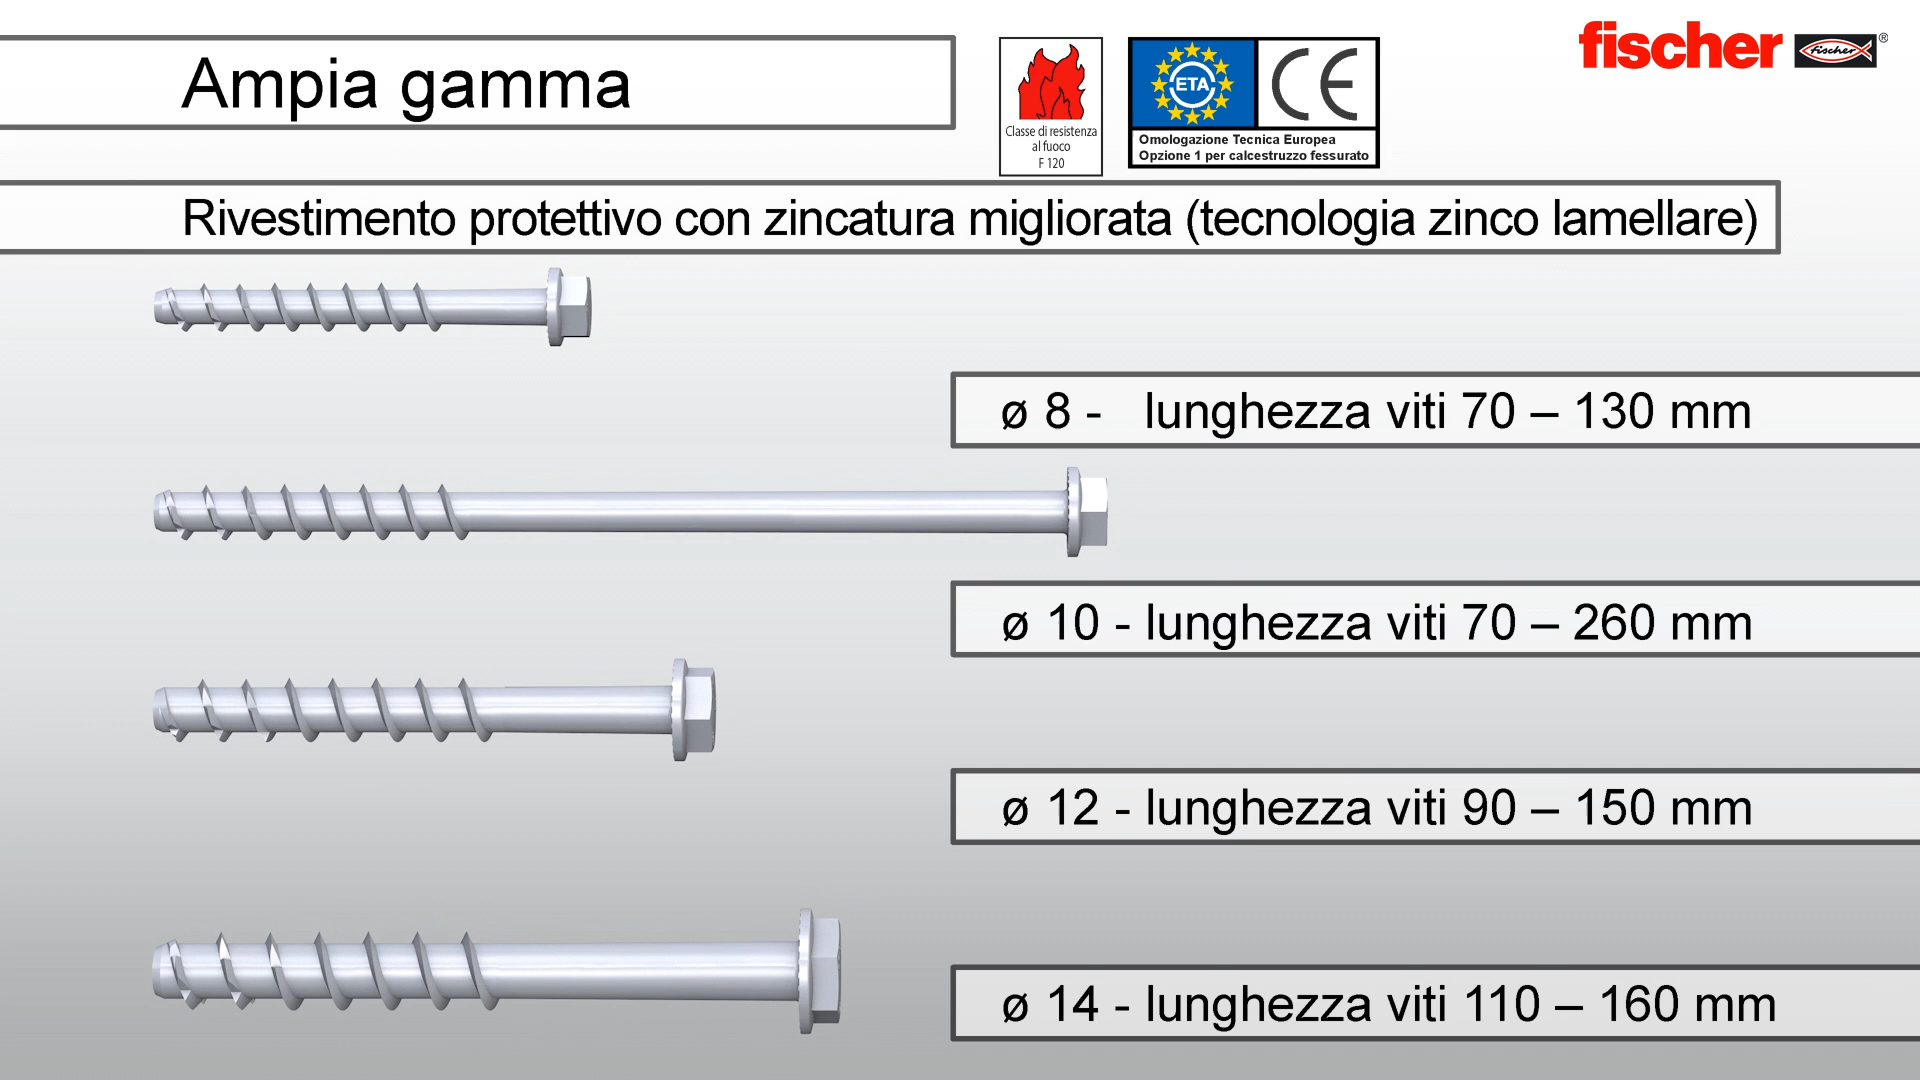 Ampia gamma
Classe di resistenza
al fuoco
F 120
ETA
CE
Omologazione Tecnica Europea
Opzione 1 per calcestruzzo fessurato
fischer
fischer ®
Rivestimento protettivo con zincatura migliorata (tecnologia zinco lamellare)
ø 8 - lunghezza viti 70 – 130 mm
ø 10 - lunghezza viti 70 – 260 mm
ø 12 - lunghezza viti 90 – 150 mm
ø 14 - lunghezza viti 110 – 160 mm